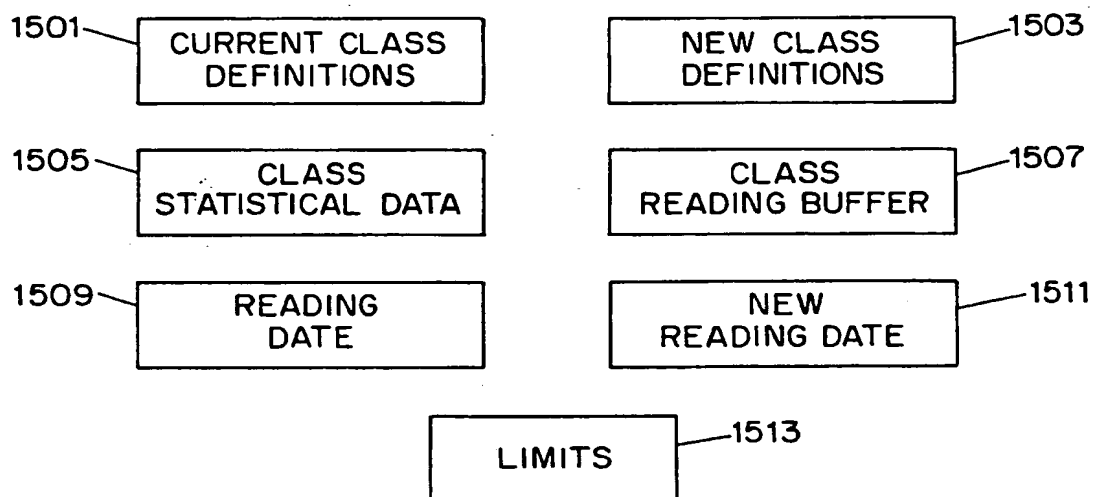 1501
CURRENT CLASS
DEFINITIONS
NEW CLASS
DEFINITIONS
1503
1505
CLASS
STATISTICAL DATA
CLASS
READING BUFFER
1507
1509
READING
DATE
NEW
READING DATE
1511
LIMITS
1513